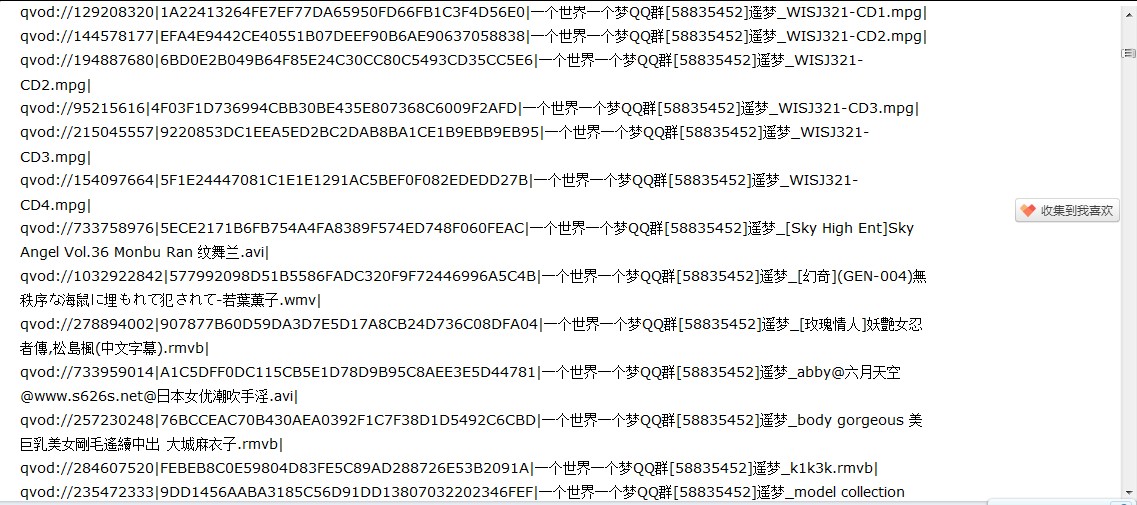 qvod://129208320|1A22413264FE7EF77DA65950FD66FB1C3F4D56E0|一个世界一个梦QQ群[58835452]遥梦_WISJ321-CD1.mpg|
qvod://144578177|EFA4E9442CE40551B07DEEF90B6AE90637058838|一个世界一个梦QQ群[58835452]遥梦_WISJ321-CD2.mpg|
qvod://194887680|6BD0E2B049B64F85E24C30CC80C5493CD35CC5E6|一个世界一个梦QQ群[58835452]遥梦_WISJ321-
CD2.mpg|
qvod://95215616|4F03F1D736994CBB30BE435E807368C6009F2AFD|一个世界一个梦QQ群[58835452]遥梦_WISJ321-CD3.mpg|
qvod://215045557|9220853DC1EEA5ED2BC2DAB8BA1CE1B9EBB9EB95|一个世界一个梦QQ群[58835452]遥梦_WISJ321-
CD3.mpg|
qvod://154097664|5F1E24447081C1E1E1291AC5BEF0F082EDEDD27B|一个世界一个梦QQ群[58835452]遥梦_WISJ321-
CD4.mpg|
qvod://733758976|5ECE2171B6FB754A4FA8389F574ED748F060FEAC|一个世界一个梦QQ群[58835452]遥梦_[Sky High Ent]Sky
Angel Vol.36 Monbu Ran 纹舞兰.avi|
qvod://1032922842|577992098D51B5586FADC320F9F72446996A5C4B|一个世界一个梦QQ群[58835452]遥梦_[幻奇](GEN-004)無
秩序な海鼠に埋もれて犯されて-若葉薫子.wmv|
qvod://278894002|907877B60D59DA3D7E5D17A8CB24D736C08DFA04|一个世界一个梦QQ群[58835452]遥梦_[玫瑰情人]妖艷女忍
者傳,松島楓(中文字幕).rmvb|
qvod://733959014|A1C5DFF0DC115CB5E1D78D9B95C8AEE3E5D44781|一个世界一个梦QQ群[58835452]遥梦_abby@六月天空
@www.s626s.net@日本女优潮吹手淫.avi|
qvod://257230248|76BCCEAC70B430AEA0392F1C7F38D1D5492C6CBD|一个世界一个梦QQ群[58835452]遥梦_body gorgeous 美
巨乳美女剛毛遙續中出 大城麻衣子.rmvb|
qvod://284607520|FEBEB8C0E59804D83FE5C89AD288726E53B2091A|一个世界一个梦QQ群[58835452]遥梦_k1k3k.rmvb|
qvod://235472333|9DD1456AABA3185C56D91DD13807032202346FEF|一个世界一个梦QQ群[58835452]遥梦_model collection
收集到我喜欢